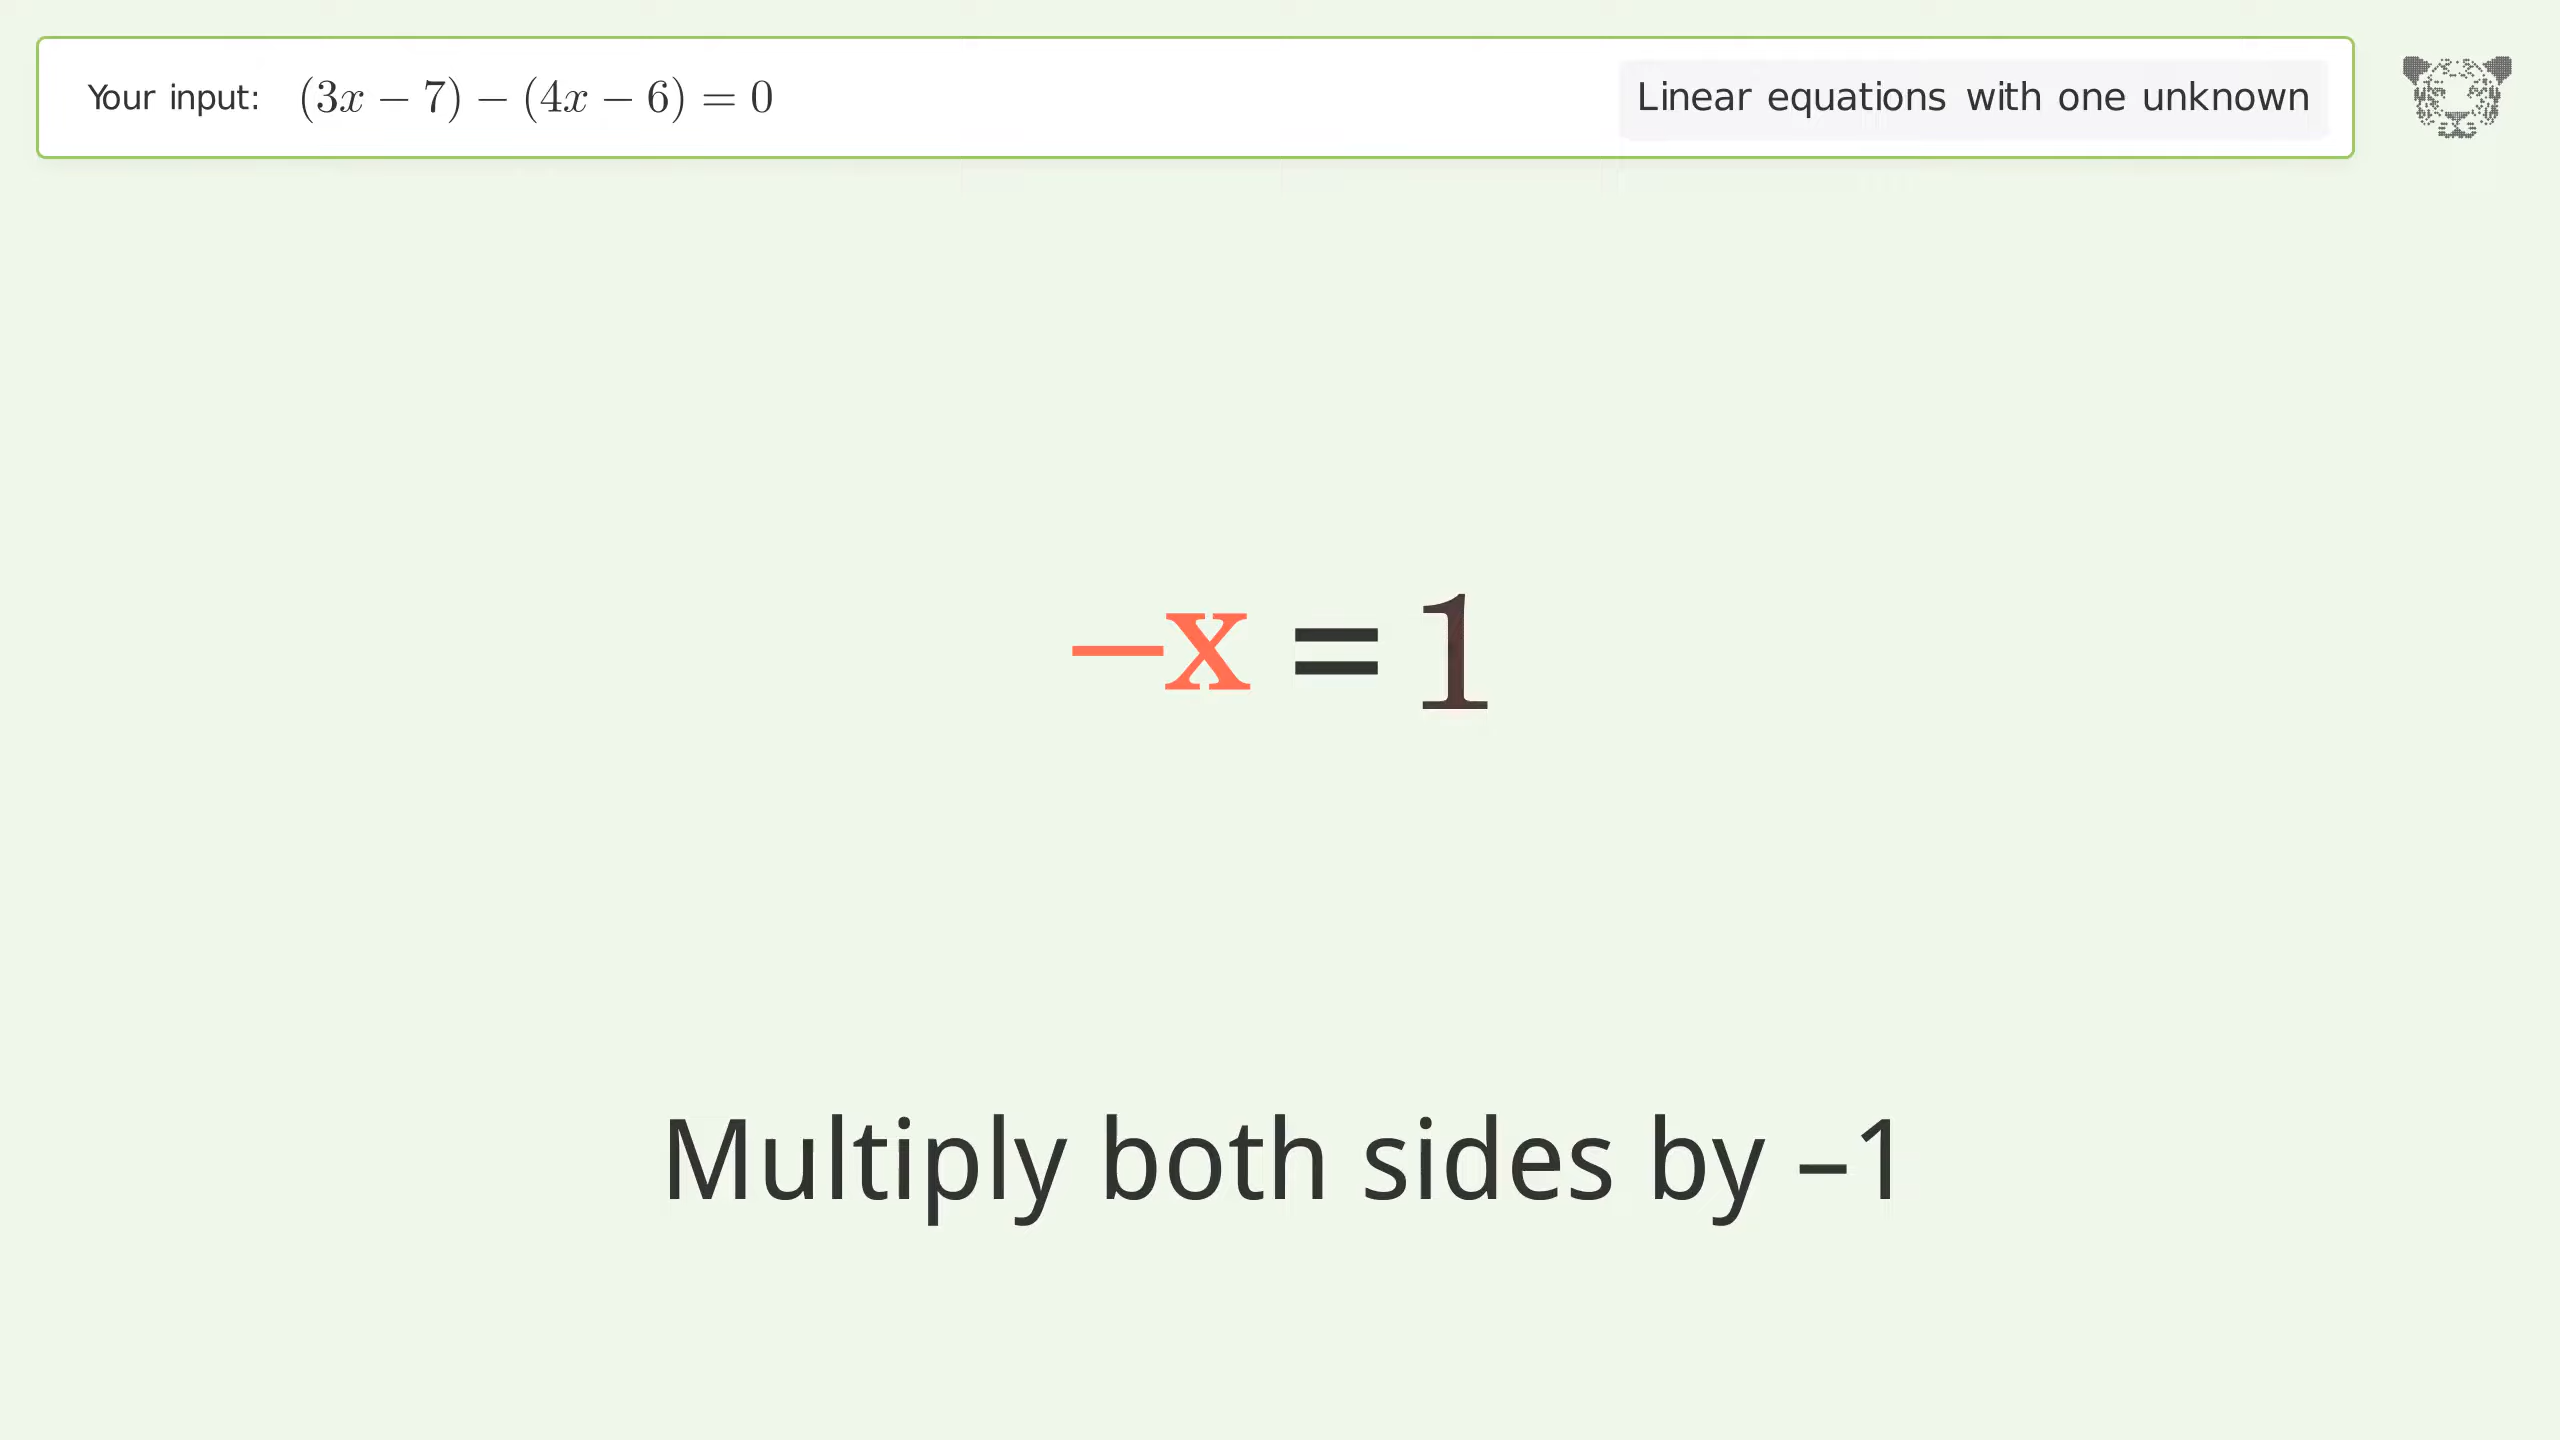 Your input: (3x − 7) − (4x − 6) = 0
Linear equations with one unknown
−x = 1
Multiply both sides by –1